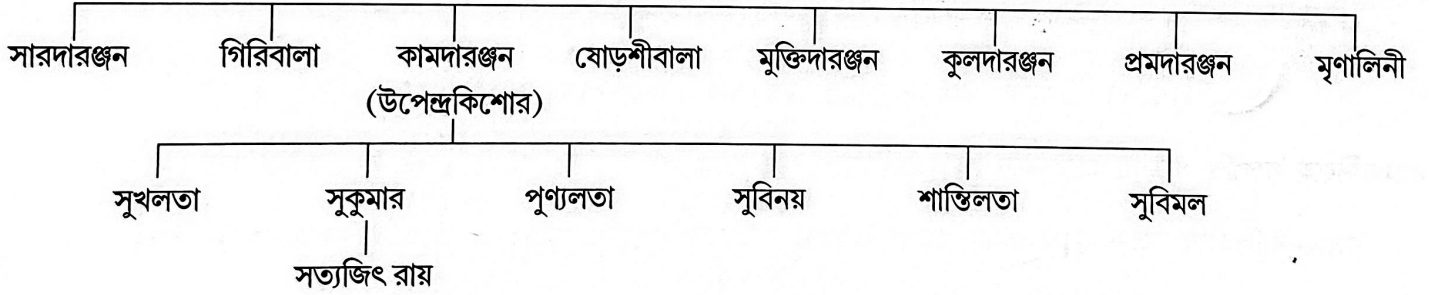 সারদারঞ্জন গিরিবালা কামদারঞ্জন ষোড়শীবালা মুক্তিদারঞ্জন কুলদারঞ্জন প্রমদারঞ্জন মৃণালিনী
(উপেন্দ্রকিশোর)
সুখলতা সুকুমার পুণ্যলতা সুবিনয় শান্তিলতা সুবিমল
সত্যজিৎ রায়